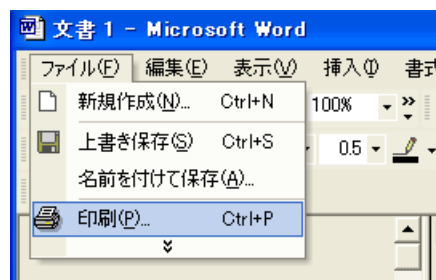 文書 1 - Microsoft Word
ファイル(F) 編集(E) 表示(V) 挿入(I) 書式
新規作成(N)... Ctrl+N 100%
上書き保存(S) Ctrl+S 0.5
名前を付けて保存(A)...
印刷(P)... Ctrl+P